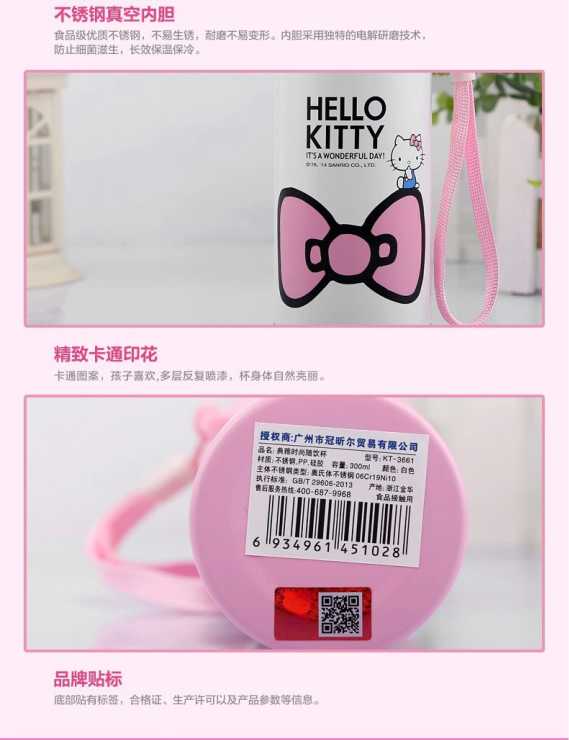 不锈钢真空内胆
食品级优质不锈钢，不易生锈，耐磨不易变形。内胆采用独特的电解研磨技术，
防止细菌滋生，长效保温保冷。
HELLO
KITTY
IT'S A WONDERFUL DAY!
©'76, '14 SANRIO CO., LTD.
精致卡通印花
卡通图案，孩子喜欢,多层反复喷漆，杯身体自然亮丽。
授权商:广州市冠昕尔贸易有限公司
品名: 典雅时尚随饮杯 型号: KT-3661
材质: 不锈钢,PP,硅胶 容量: 300ml 颜色: 白色
主体不锈钢类型: 奥氏体不锈钢 06Cr19Ni10
执行标准: GB/T 29606-2013 产地: 浙江金华
售后服务热线:400-687-9968 食品接触用
6 934961 451028
品牌贴标
底部贴有标签，合格证、生产许可以及产品参数等信息。